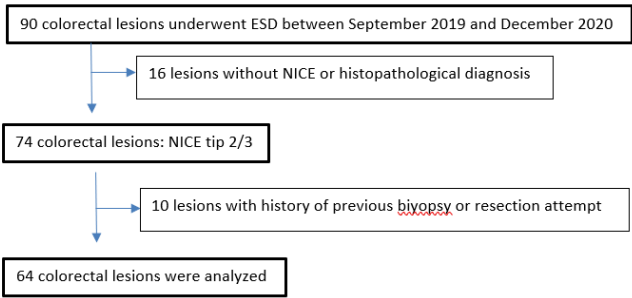 90 colorectal lesions underwent ESD between September 2019 and December 2020
16 lesions without NICE or histopathological diagnosis
74 colorectal lesions: NICE tip 2/3
10 lesions with history of previous biyopsy or resection attempt
64 colorectal lesions were analyzed